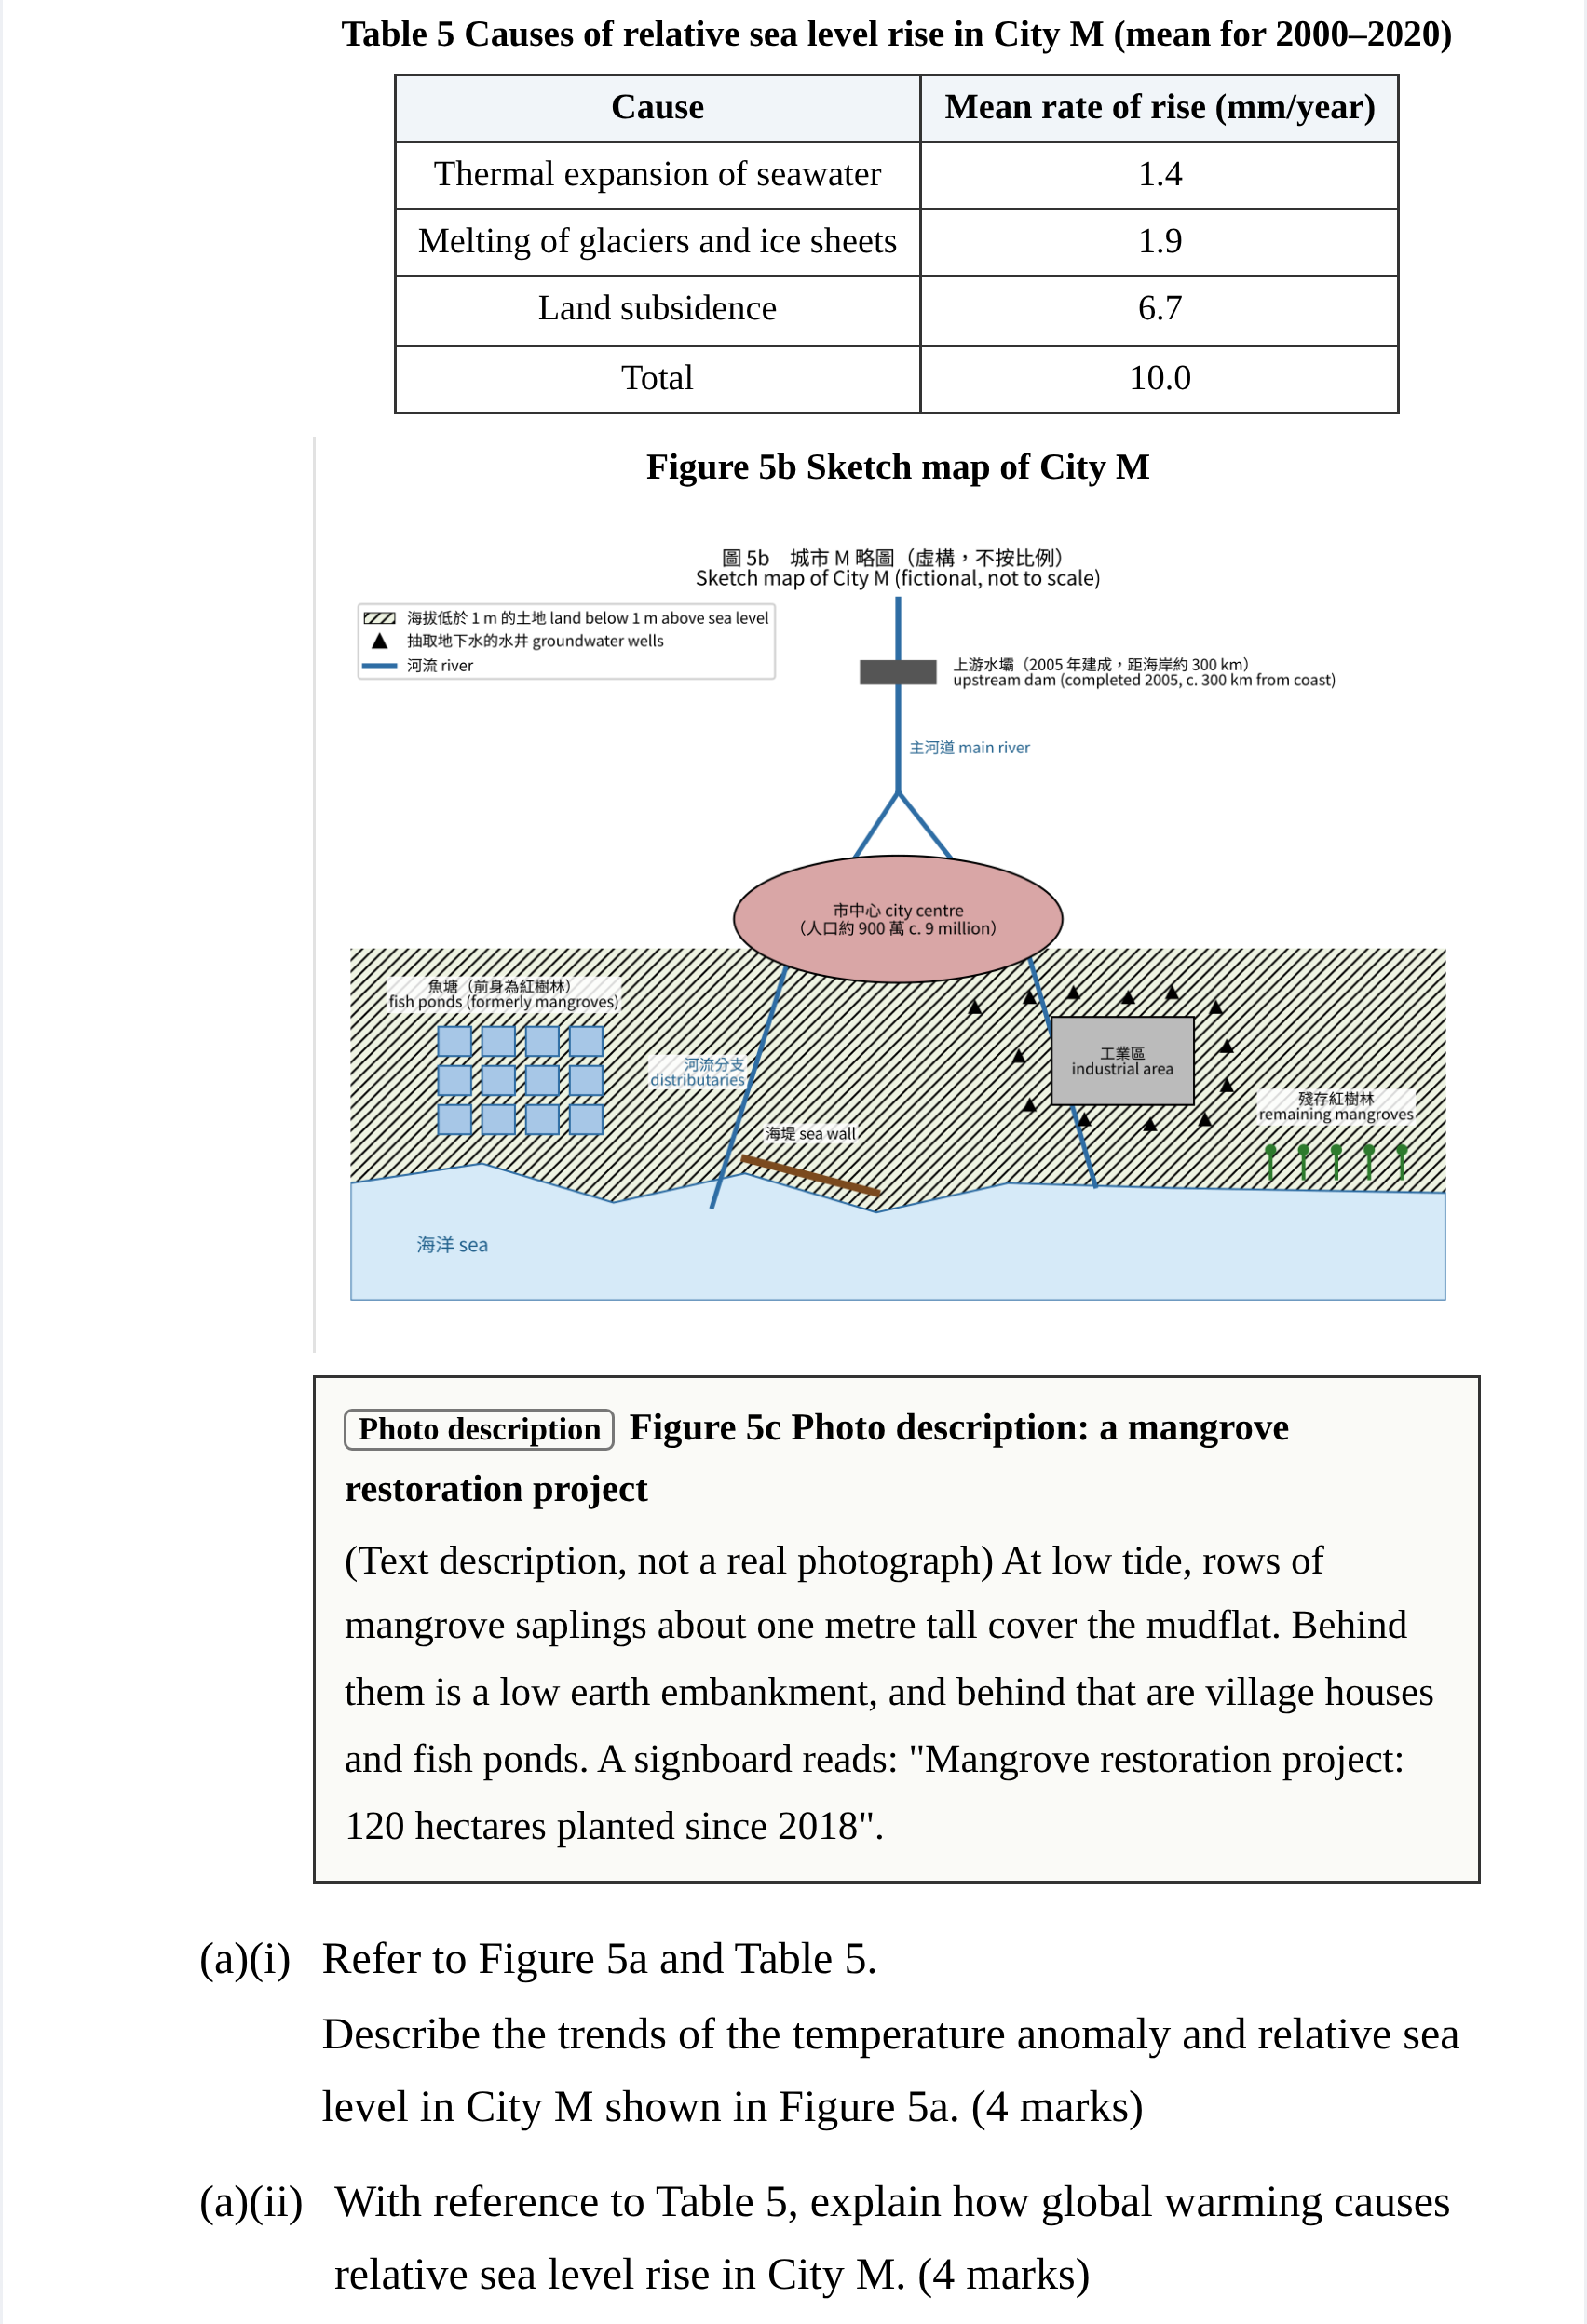 Table 5 Causes of relative sea level rise in City M (mean for 2000–2020)
Cause Mean rate of rise (mm/year)
Thermal expansion of seawater 1.4
Melting of glaciers and ice sheets 1.9
Land subsidence 6.7
Total 10.0
Figure 5b Sketch map of City M
圖 5b　城市 M 略圖（虛構，不按比例）
Sketch map of City M (fictional, not to scale)
海拔低於 1 m 的土地 land below 1 m above sea level
抽取地下水的水井 groundwater wells
河流 river
上游水壩（2005 年建成，距海岸約 300 km）
upstream dam (completed 2005, c. 300 km from coast)
主河道 main river
市中心 city centre
（人口約 900 萬 c. 9 million）
魚塘（前身為紅樹林）
fish ponds (formerly mangroves)
河流分支
distributaries
工業區
industrial area
殘存紅樹林
remaining mangroves
海堤 sea wall
海洋 sea
Photo description Figure 5c Photo description: a mangrove
restoration project
(Text description, not a real photograph) At low tide, rows of
mangrove saplings about one metre tall cover the mudflat. Behind
them is a low earth embankment, and behind that are village houses
and fish ponds. A signboard reads: "Mangrove restoration project:
120 hectares planted since 2018".
(a)(i) Refer to Figure 5a and Table 5.
Describe the trends of the temperature anomaly and relative sea
level in City M shown in Figure 5a. (4 marks)
(a)(ii) With reference to Table 5, explain how global warming causes
relative sea level rise in City M. (4 marks)